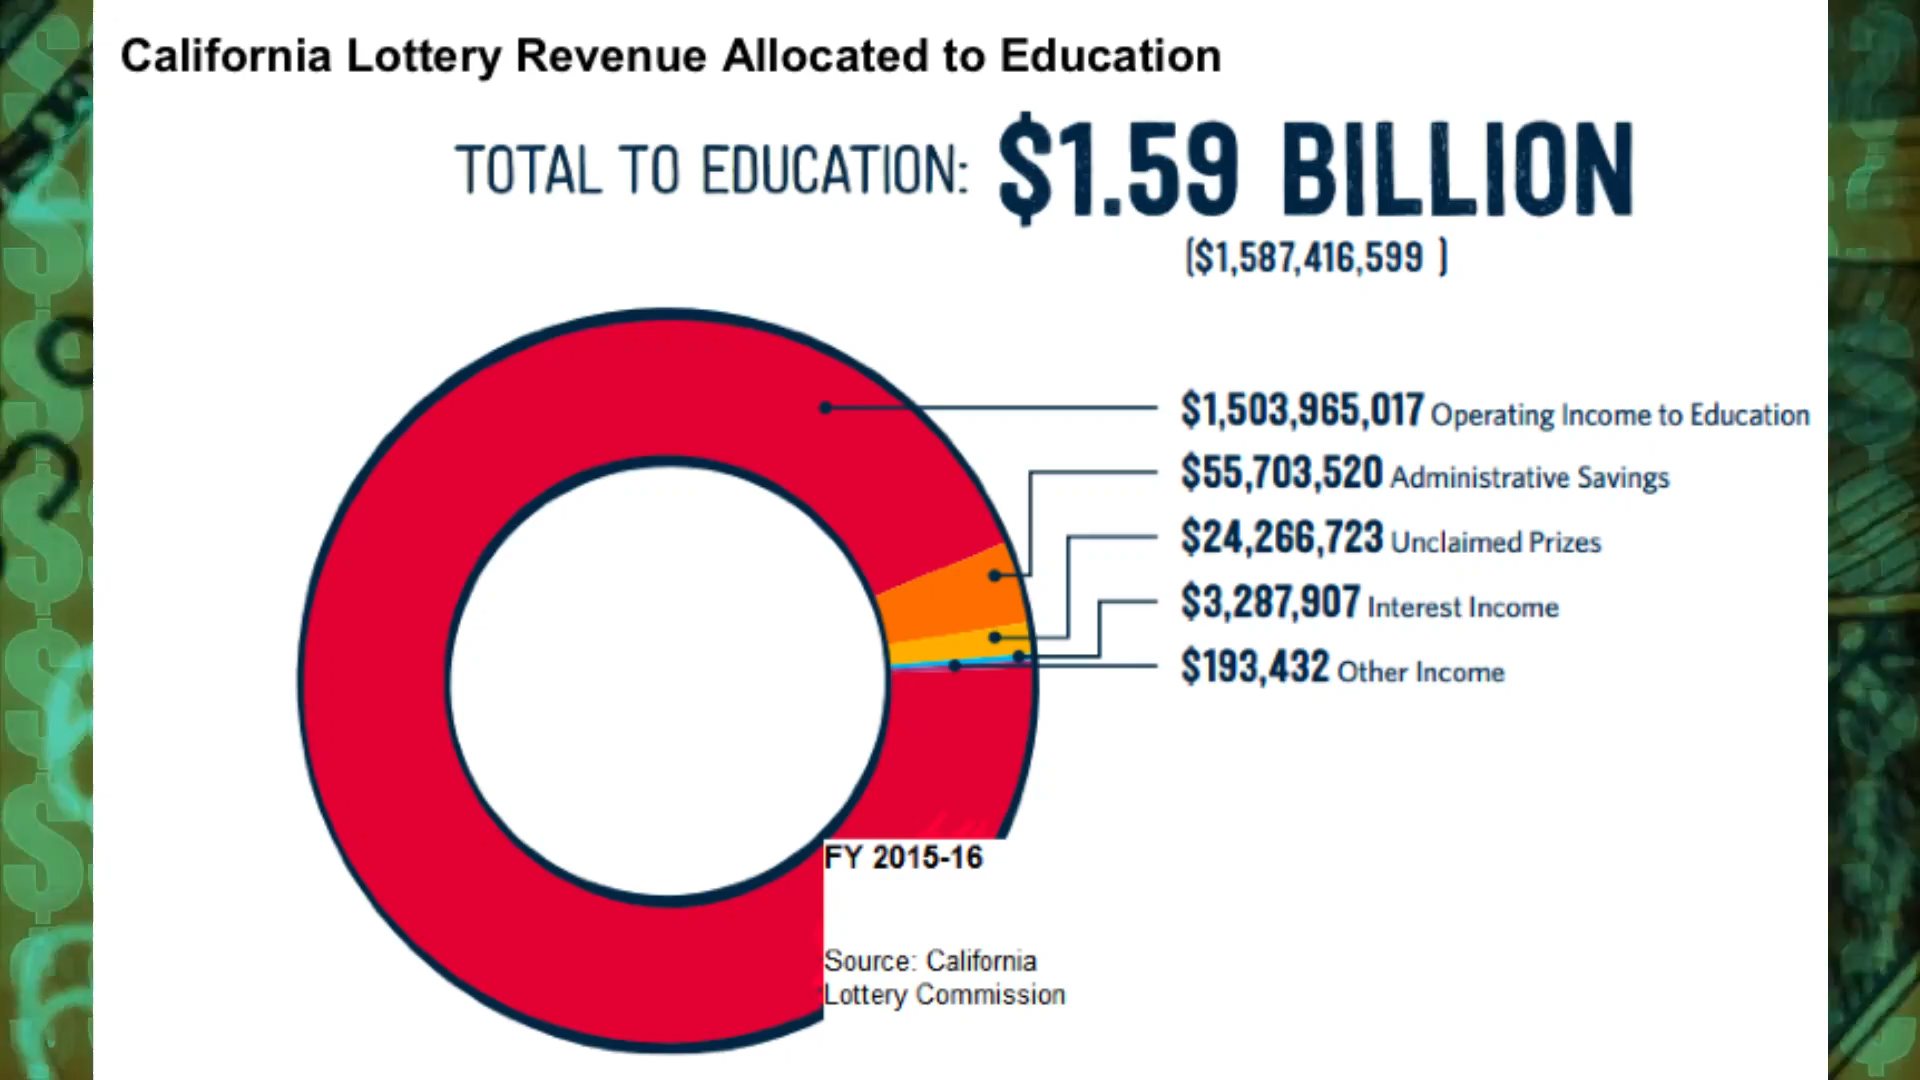 California Lottery Revenue Allocated to Education
TOTAL TO EDUCATION: $1.59 BILLION
($1,587,416,599 )
$1,503,965,017 Operating Income to Education
$55,703,520 Administrative Savings
$24,266,723 Unclaimed Prizes
$3,287,907 Interest Income
$193,432 Other Income
FY 2015-16
Source: California
Lottery Commission